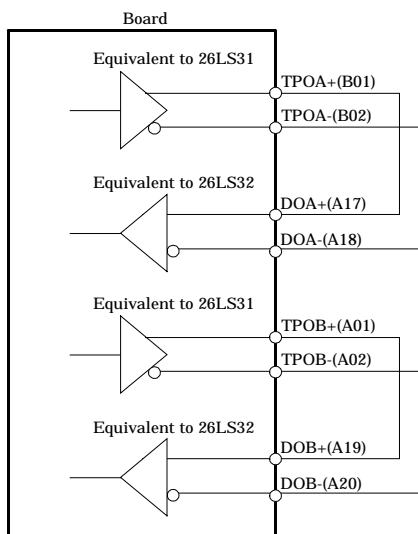 Board
Equivalent to 26LS31
TPOA+(B01)
TPOA-(B02)
Equivalent to 26LS32
DOA+(A17)
DOA-(A18)
Equivalent to 26LS31
TPOB+(A01)
TPOB-(A02)
Equivalent to 26LS32
DOB+(A19)
DOB-(A20)